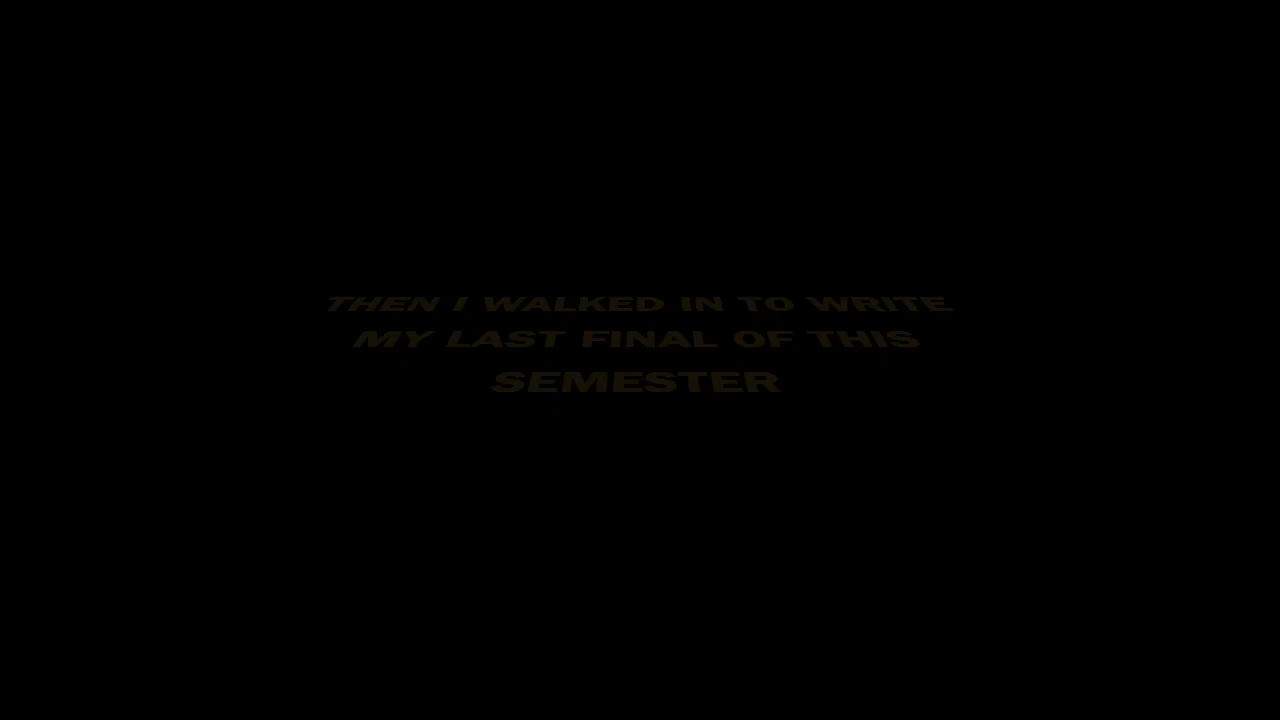 THEN I WALKED IN TO WRITE
MY LAST FINAL OF THIS
SEMESTER